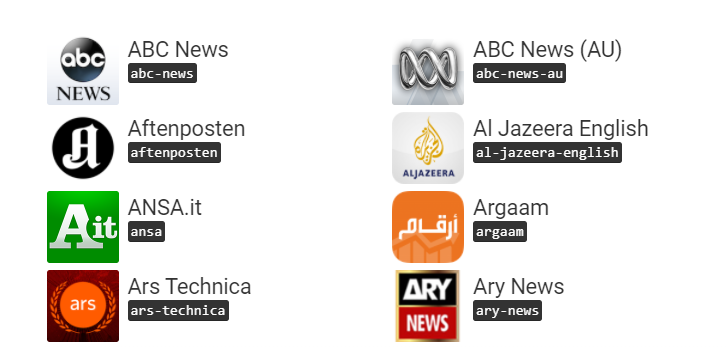 abc
NEWS
ABC News
abc-news
ABC News (AU)
abc-news-au
A
Aftenposten
aftenposten
ALJAZEERA
Al Jazeera English
al-jazeera-english
Ait
ANSA.it
ansa
أرقام
Argaam
argaam
ars
Ars Technica
ars-technica
ARY
NEWS
Ary News
ary-news